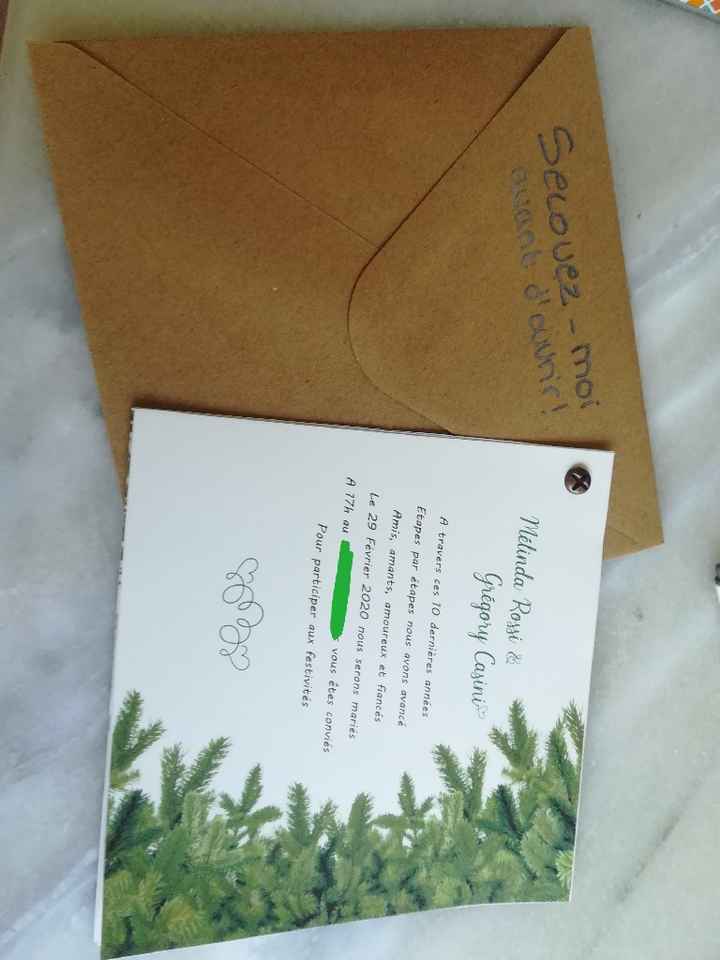 Secouez-moi
avant d'ouvrir!
Mélinda Rossi &
Grégory Casini
A travers ces 10 dernières années
Etapes par étapes nous avons avancé
Amis, amants, amoureux et fiancés
Le 29 Février 2020 nous serons mariés
A 17h au vous êtes conviés
Pour participer aux festivités